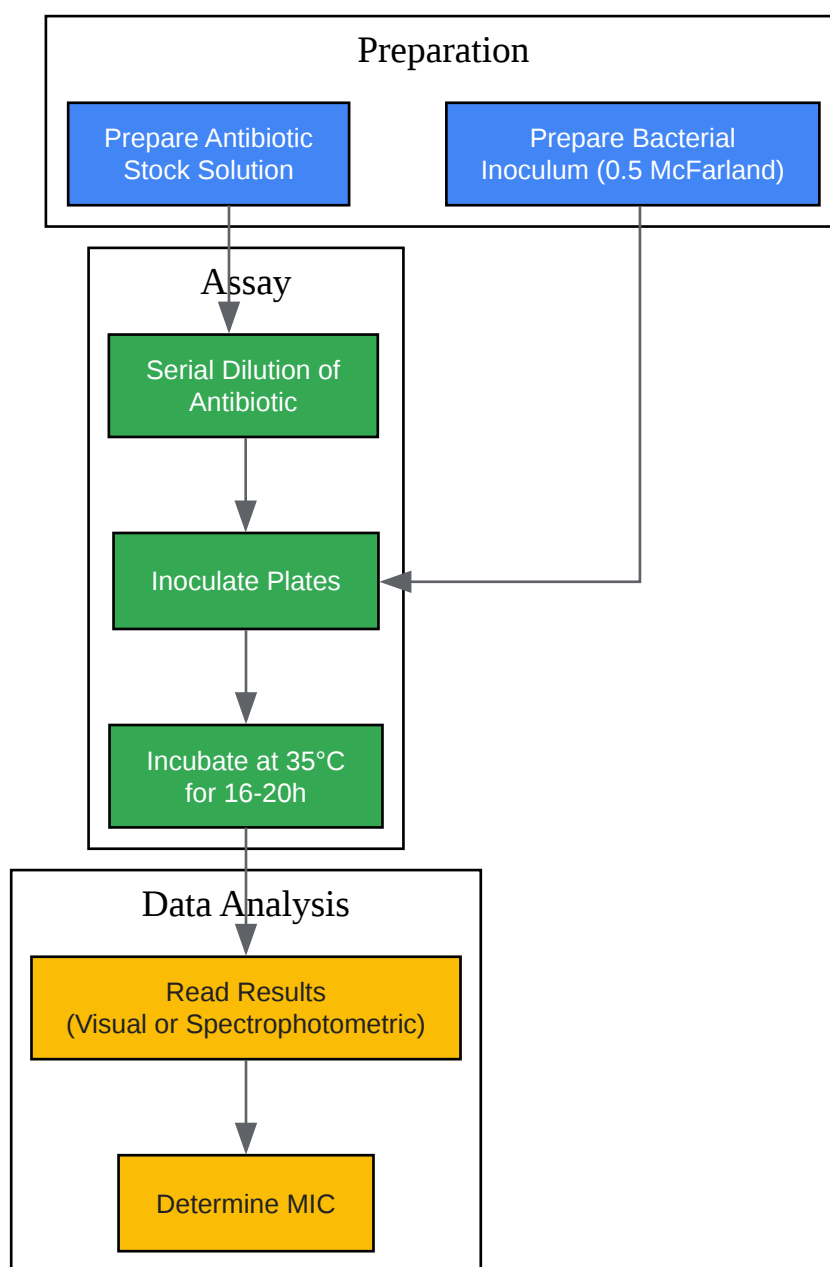 Preparation
Prepare Antibiotic
Stock Solution
Prepare Bacterial
Inoculum (0.5 McFarland)
Assay
Serial Dilution of
Antibiotic
Inoculate Plates
Incubate at 35°C
for 16-20h
Data Analysis
Read Results
(Visual or Spectrophotometric)
Determine MIC